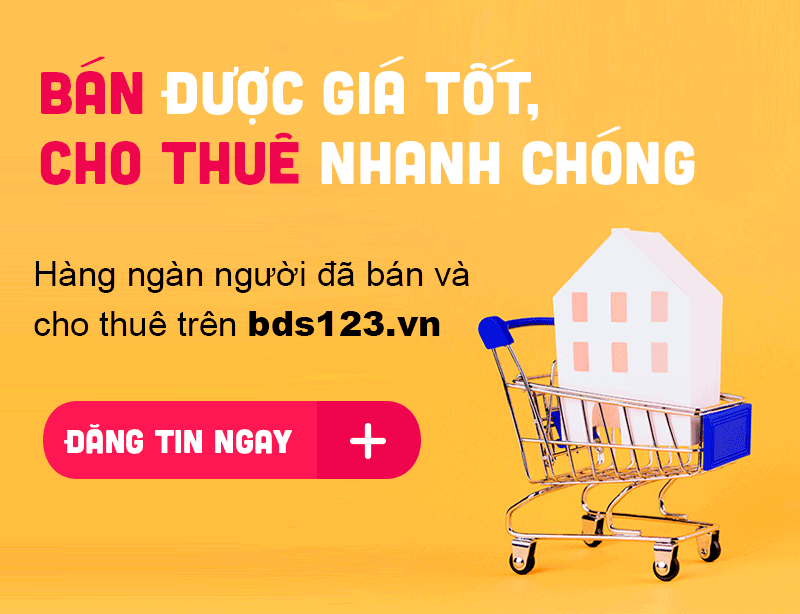 BÁN ĐƯỢC GIÁ TỐT,
CHO THUÊ NHANH CHÓNG
Hàng ngàn người đã bán và
cho thuê trên bds123.vn
ĐĂNG TIN NGAY +